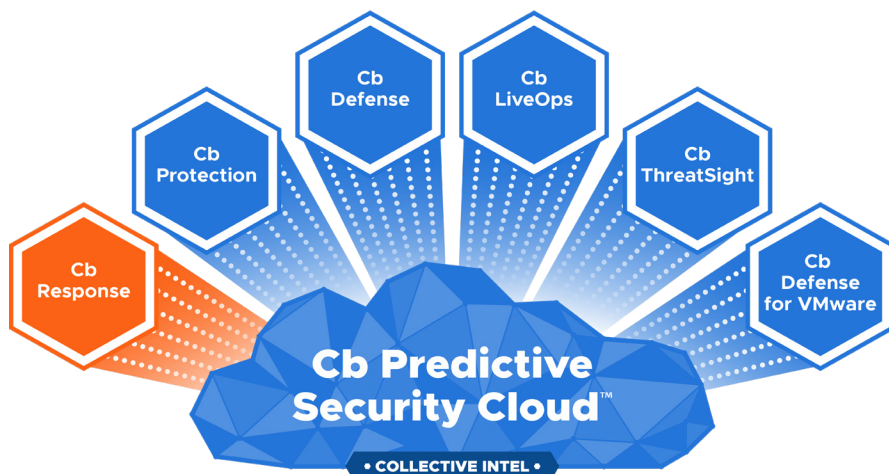 Cb
Response
Cb
Protection
Cb
Defense
Cb
LiveOps
Cb
ThreatSight
Cb
Defense
for VMware
Cb Predictive
Security Cloud™
• COLLECTIVE INTEL •